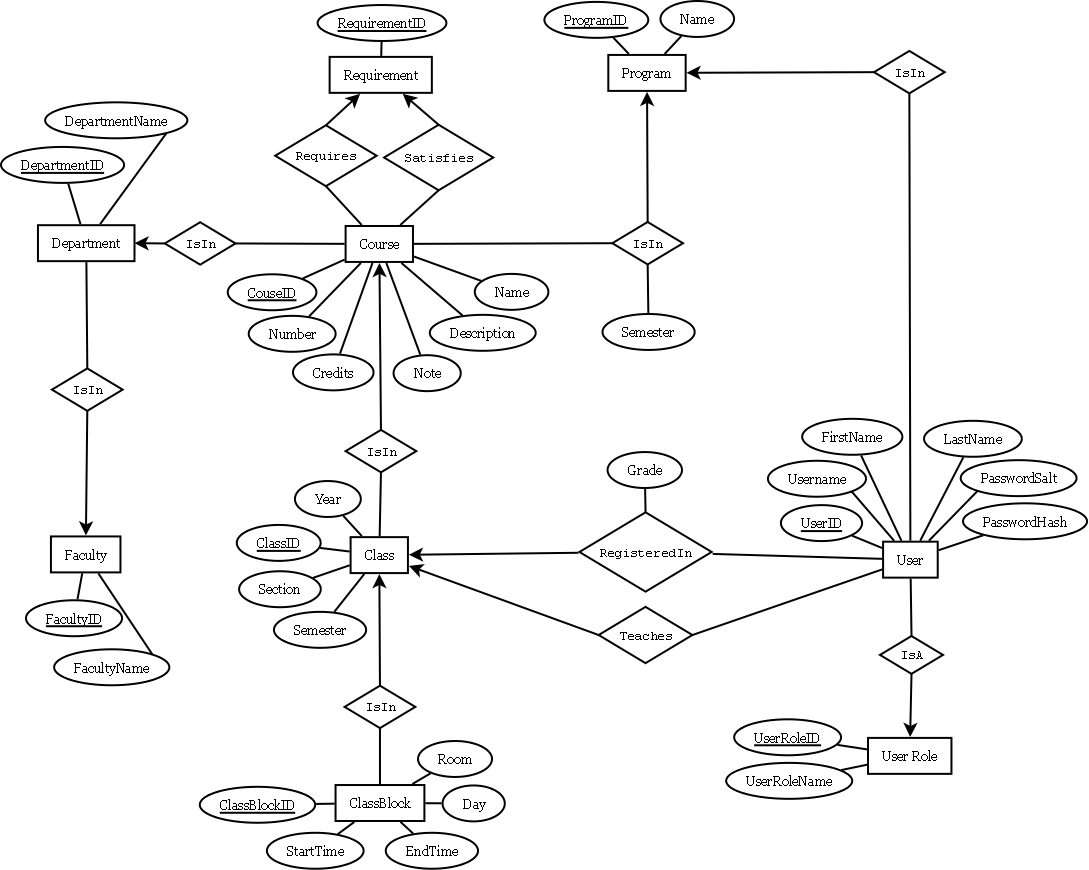 RequirementID
ProgramID
Name
Requirement
Program
IsIn
DepartmentName
DepartmentID
Requires
Satisfies
Department
IsIn
Course
IsIn
CouseID
Name
Number
Description
Semester
Credits
Note
IsIn
FirstName
LastName
IsIn
Grade
Username
PasswordSalt
Year
UserID
PasswordHash
ClassID
Faculty
Class
RegisteredIn
User
Section
FacultyID
Semester
Teaches
FacultyName
IsA
IsIn
UserRoleID
Room
User Role
UserRoleName
ClassBlockID
ClassBlock
Day
StartTime
EndTime